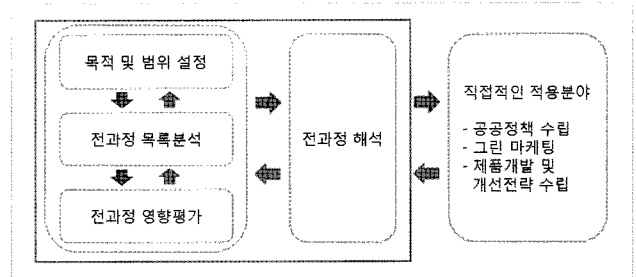 목적 및 범위 설정
전과정 목록분석
전과정 영향평가
전과정 해석
직접적인 적용분야
- 공공정책 수립
- 그린 마케팅
- 제품개발 및
개선전략 수립